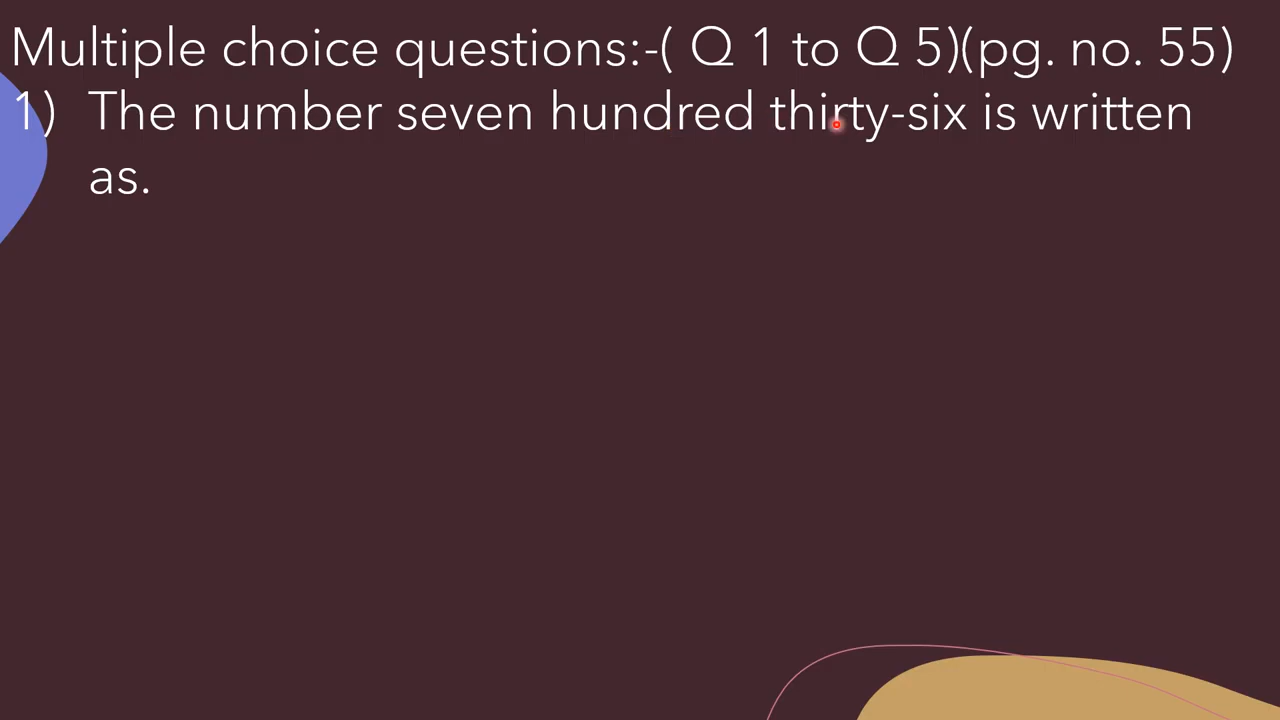 Multiple choice questions:-( Q 1 to Q 5)(pg. no. 55)
1) The number seven hundred thirty-six is written
as.